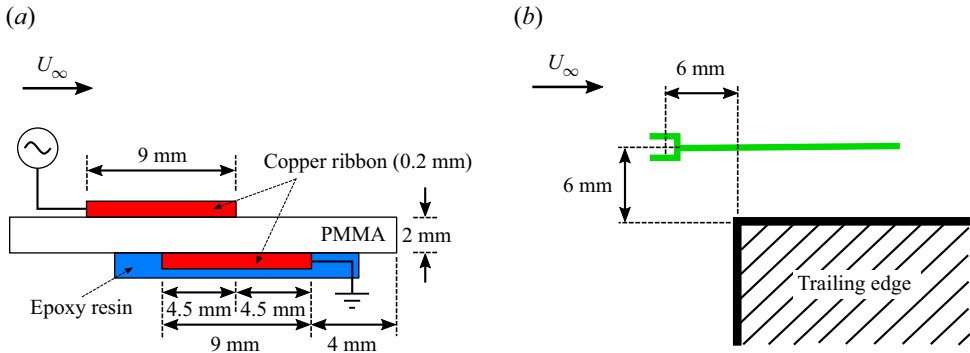 (a)
U∞
9 mm
Copper ribbon (0.2 mm)
PMMA
2 mm
Epoxy resin
4.5 mm 4.5 mm
9 mm
4 mm
(b)
U∞
6 mm
6 mm
Trailing edge